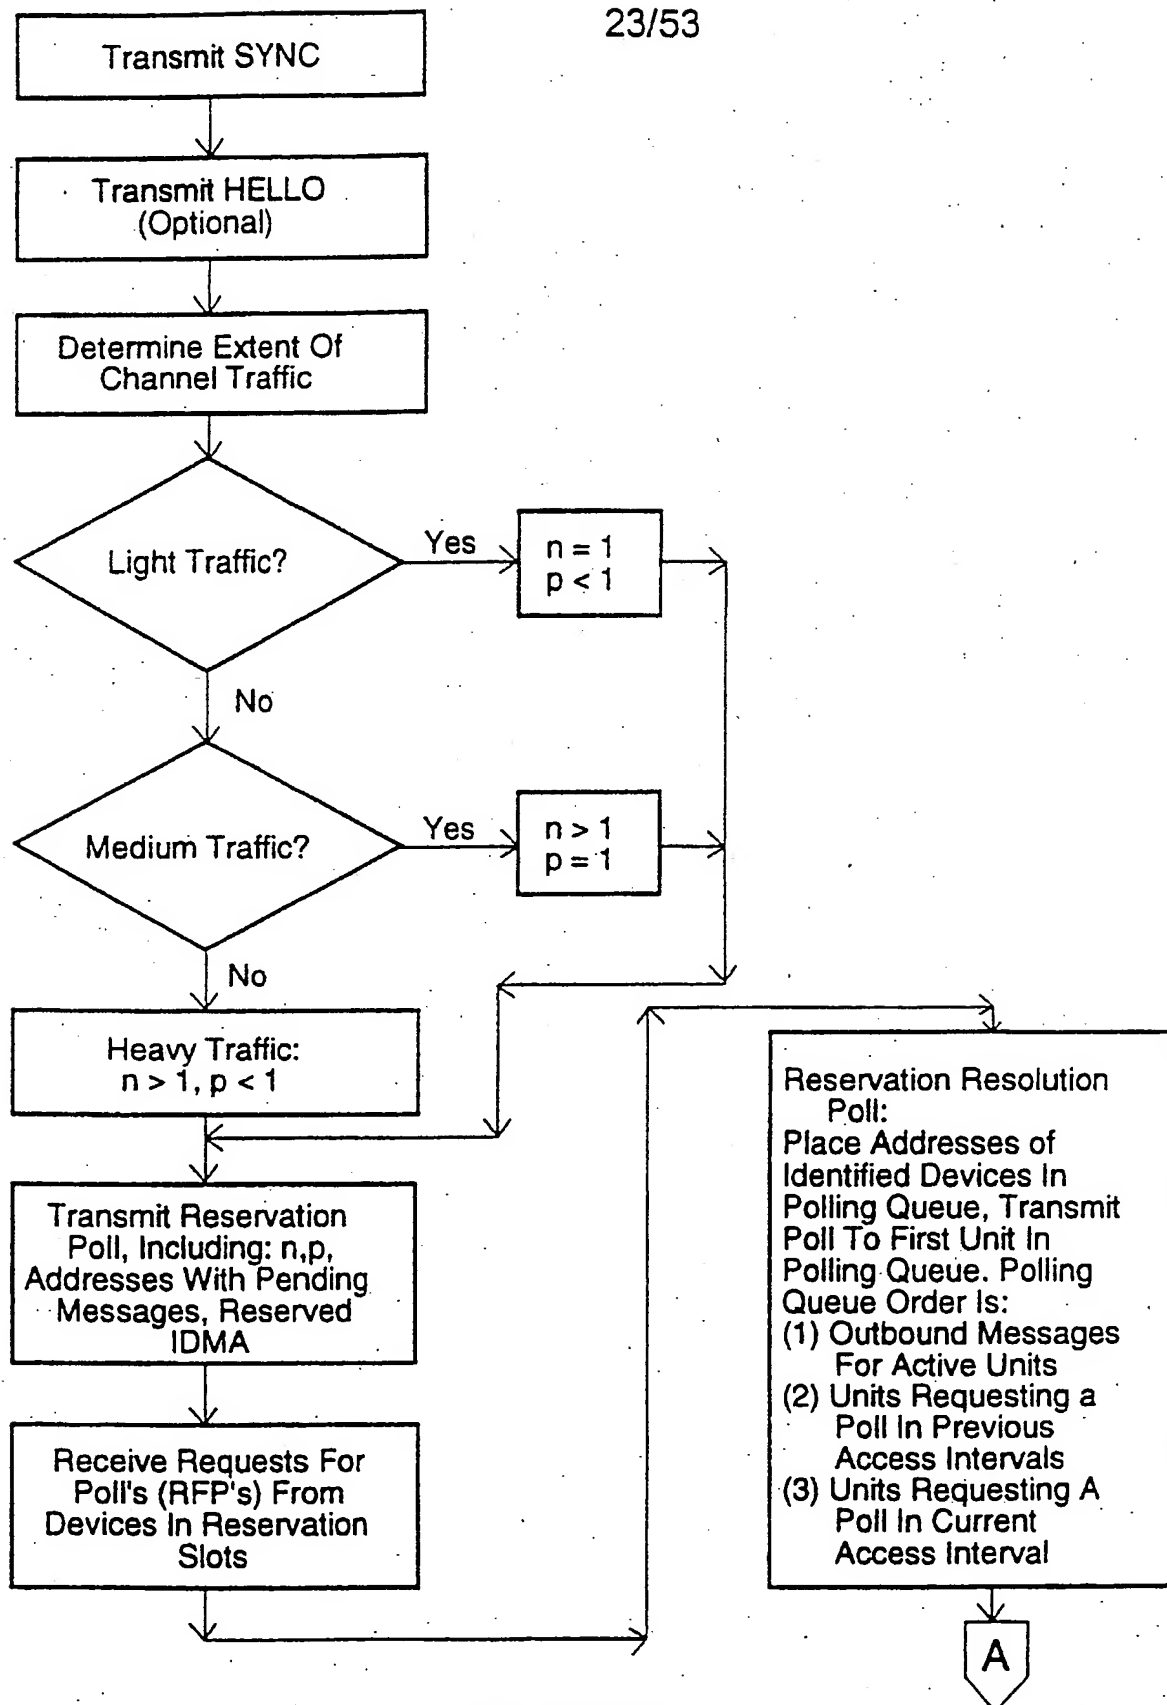 23/53
Transmit SYNC
Transmit HELLO
(Optional)
Determine Extent Of
Channel Traffic
Light Traffic?
Yes
n = 1
p < 1
No
Medium Traffic?
Yes
n > 1
p = 1
No
Heavy Traffic:
n > 1, p < 1
Transmit Reservation
Poll, Including: n,p,
Addresses With Pending
Messages, Reserved
IDMA
Receive Requests For
Poll's (RFP's) From
Devices In Reservation
Slots
Reservation Resolution
Poll:
Place Addresses of
Identified Devices In
Polling Queue, Transmit
Poll To First Unit In
Polling Queue. Polling
Queue Order Is:
(1) Outbound Messages
For Active Units
(2) Units Requesting a
Poll In Previous
Access Intervals
(3) Units Requesting A
Poll In Current
Access Interval
A